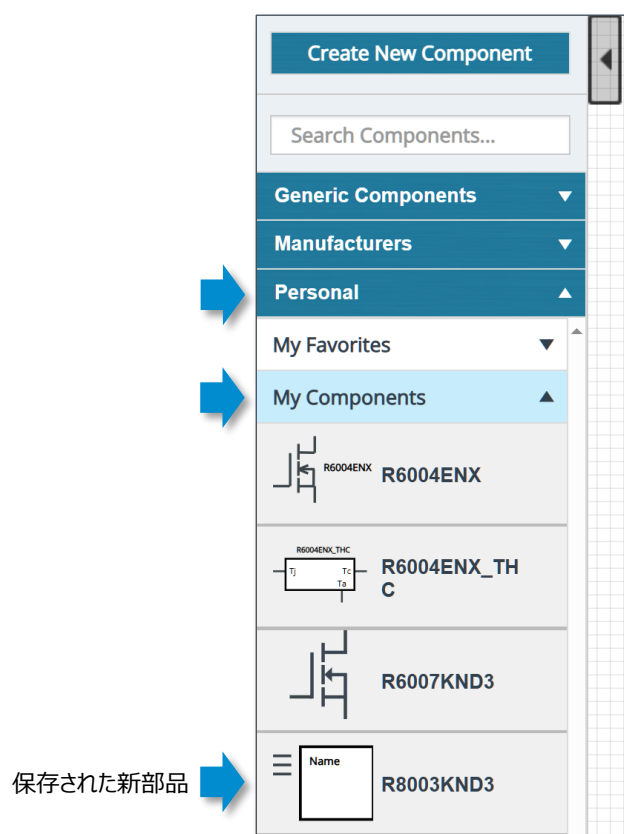 Create New Component
Search Components...
Generic Components
Manufacturers
Personal
My Favorites
My Components
R6004ENX R6004ENX
R6004ENX_THC
Tj Tc
Ta
R6004ENX_TH
C
R6007KND3
保存された新部品
Name
R8003KND3